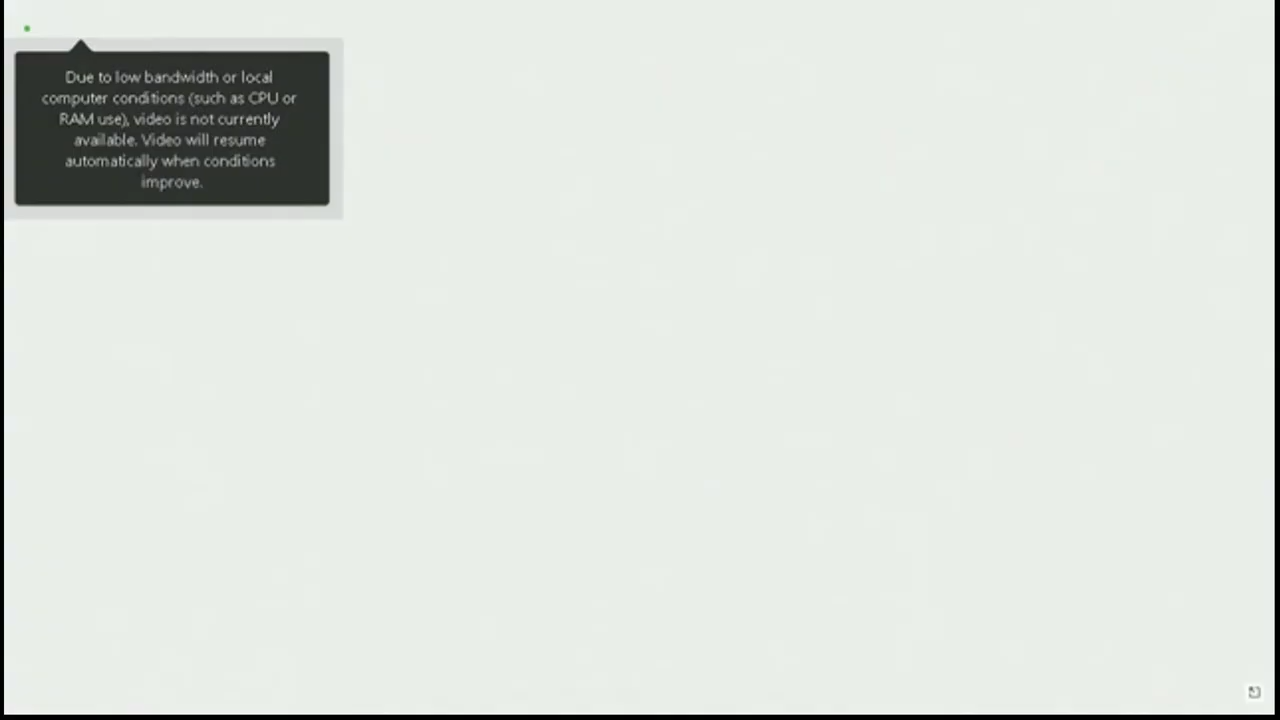 Due to low bandwidth or local
computer conditions (such as CPU or
RAM use), video is not currently
available. Video will resume
automatically when conditions
improve.